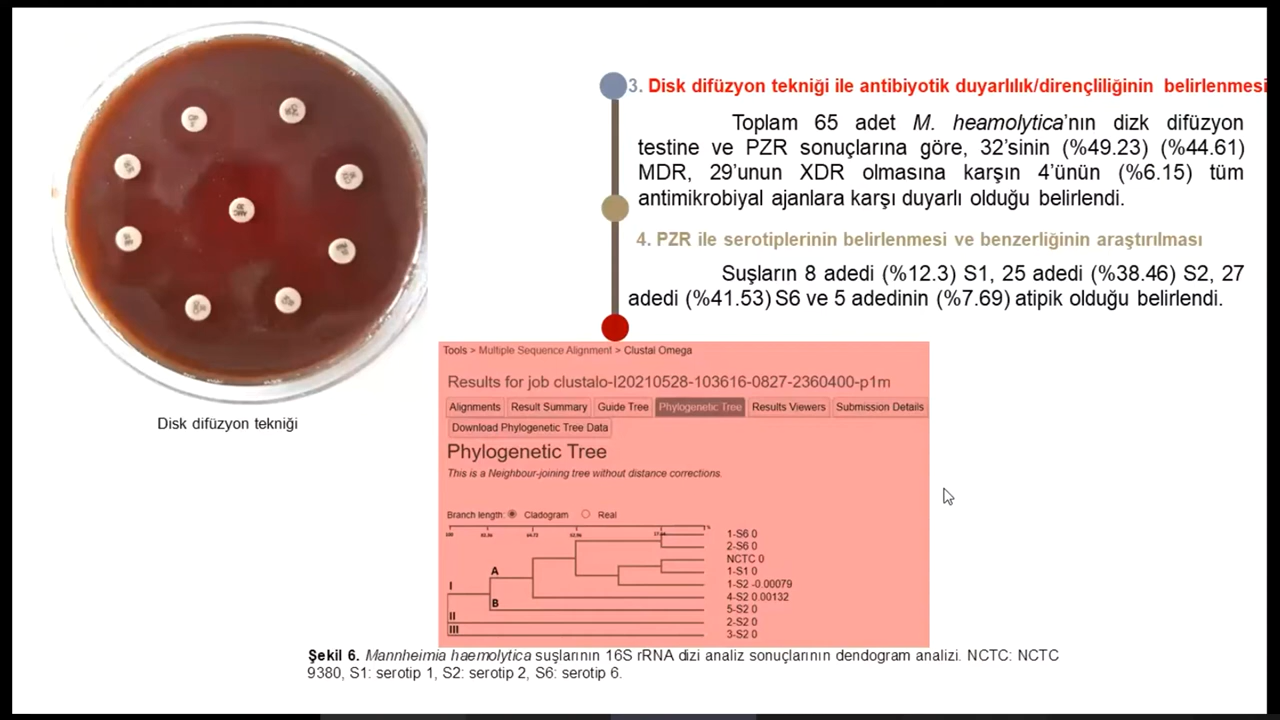 3. Disk difüzyon tekniği ile antibiyotik duyarlılık/dirençliliğinin belirlenmesi
Toplam 65 adet M. heamolytica'nın dizk difüzyon
testine ve PZR sonuçlarına göre, 32'sinin (%49.23) (%44.61)
MDR, 29'unun XDR olmasına karşın 4'ünün (%6.15) tüm
antimikrobiyal ajanlara karşı duyarlı olduğu belirlendi.
4. PZR ile serotiplerinin belirlenmesi ve benzerliğinin araştırılması
Suşların 8 adedi (%12.3) S1, 25 adedi (%38.46) S2, 27
adedi (%41.53) S6 ve 5 adedinin (%7.69) atipik olduğu belirlendi.
Disk difüzyon tekniği
Tools > Multiple Sequence Alignment > Clustal Omega
Results for job clustalo-I20210528-103616-0827-2360400-p1m
Alignments Result Summary Guide Tree Phylogenetic Tree Results Viewers Submission Details
Download Phylogenetic Tree Data
Phylogenetic Tree
This is a Neighbour-joining tree without distance corrections.
Branch length: Cladogram Real
1-S6 0
2-S6 0
NCTC 0
A
1-S1 0
I
1-S2 -0.00079
4-S2 0.00132
B
5-S2 0
II
2-S2 0
III
3-S2 0
Şekil 6. Mannheimia haemolytica suşlarının 16S rRNA dizi analiz sonuçlarının dendogram analizi. NCTC: NCTC
9380, S1: serotip 1, S2: serotip 2, S6: serotip 6.